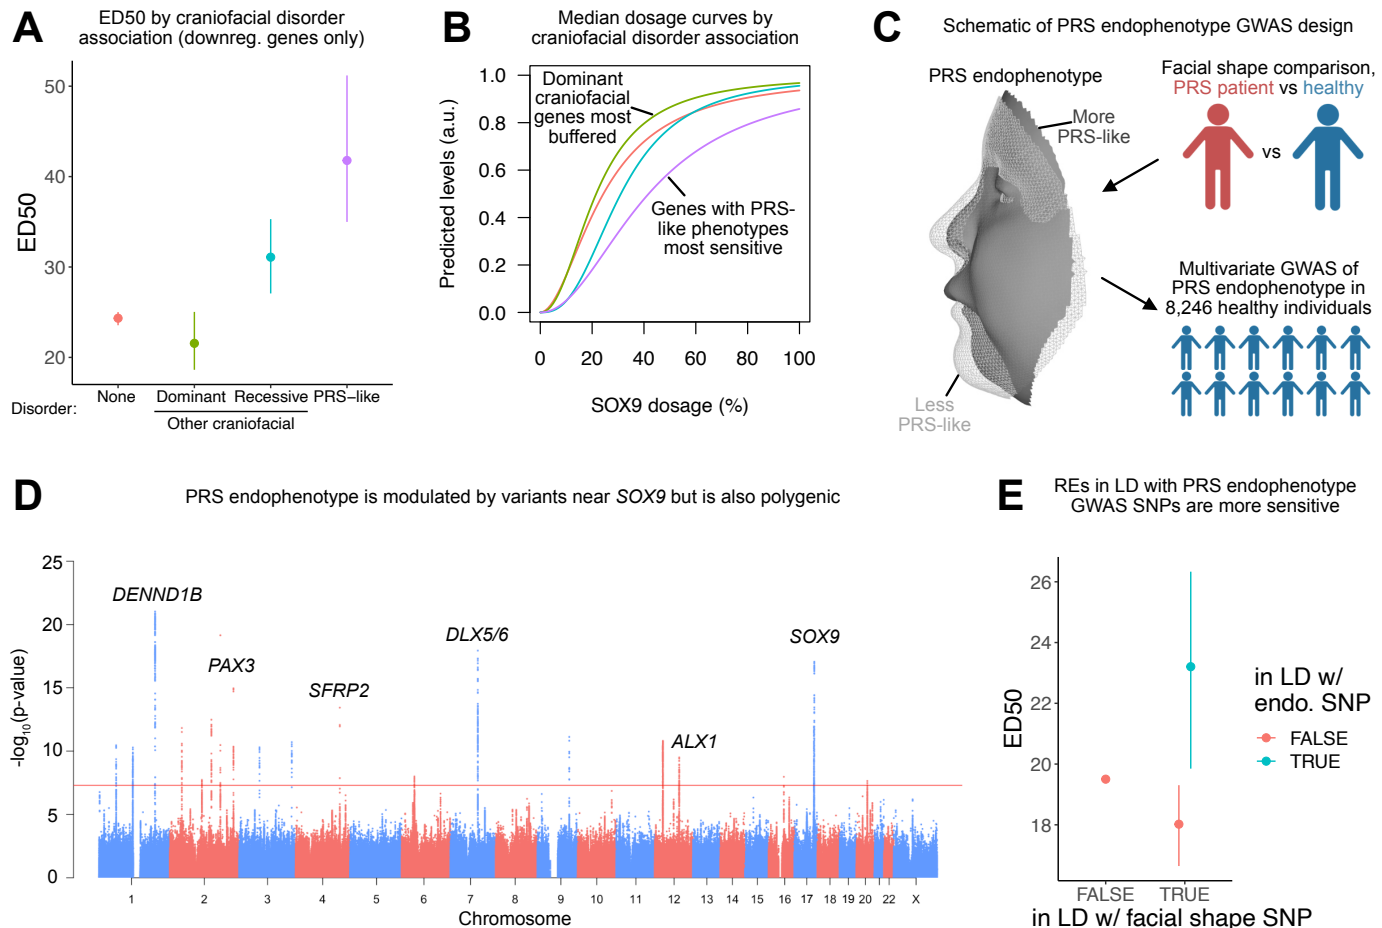 A
ED50 by craniofacial disorder
association (downreg. genes only)
ED50
50
40
30
20
None
Dominant
Recessive
PRS−like
Disorder:
Other craniofacial
B
Median dosage curves by
craniofacial disorder association
Predicted levels (a.u.)
1.0
0.8
0.6
0.4
0.2
0.0
Dominant
craniofacial
genes most
buffered
Genes with PRS-
like phenotypes
most sensitive
0
20
40
60
80
100
SOX9 dosage (%)
C
Schematic of PRS endophenotype GWAS design
PRS endophenotype
More
PRS-like
Less
PRS-like
Facial shape comparison,
PRS patient vs healthy
vs
Multivariate GWAS of
PRS endophenotype in
8,246 healthy individuals
D
PRS endophenotype is modulated by variants near SOX9 but is also polygenic
-log10(p-value)
25
20
15
10
5
0
DENND1B
PAX3
SFRP2
DLX5/6
ALX1
SOX9
1
2
3
4
5
6
7
8
9
10
11
12
13
14
15
16
17
18
19
20
22
X
Chromosome
E
REs in LD with PRS endophenotype
GWAS SNPs are more sensitive
ED50
26
24
22
20
18
FALSE
TRUE
in LD w/ facial shape SNP
in LD w/
endo. SNP
FALSE
TRUE